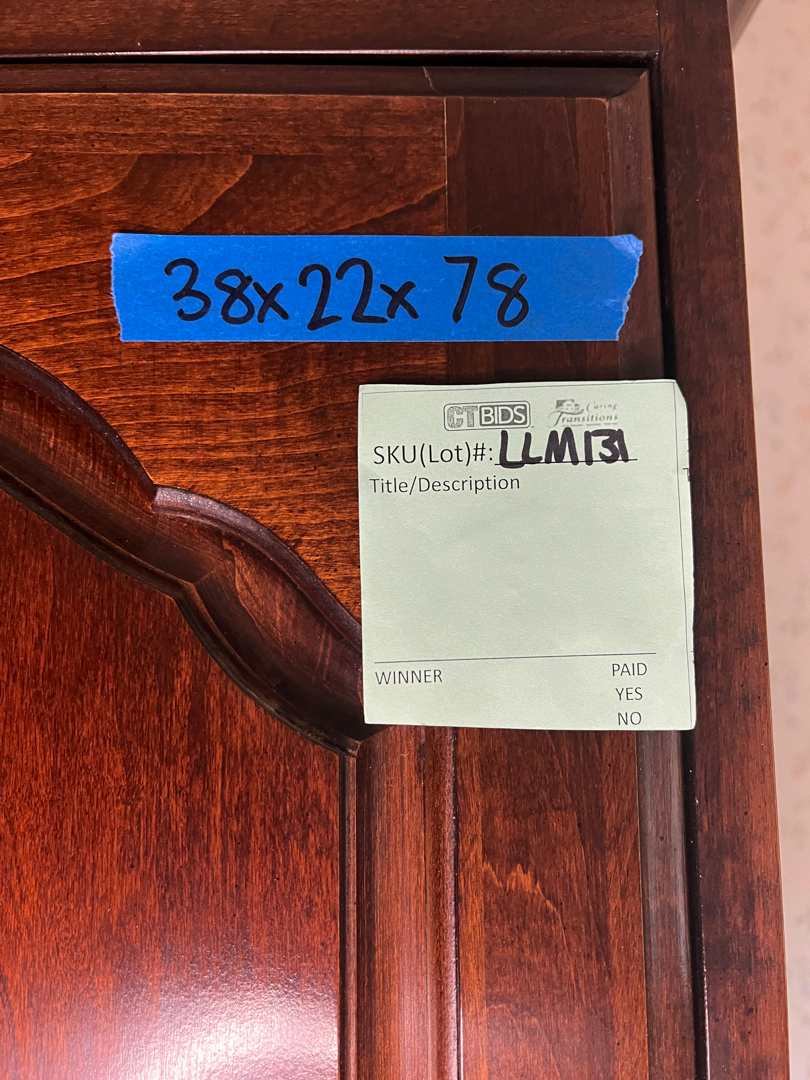 38x22x78
CTBIDS Caring
Transitions
SKU(Lot)#: LLM131
Title/Description
WINNER PAID
YES
NO